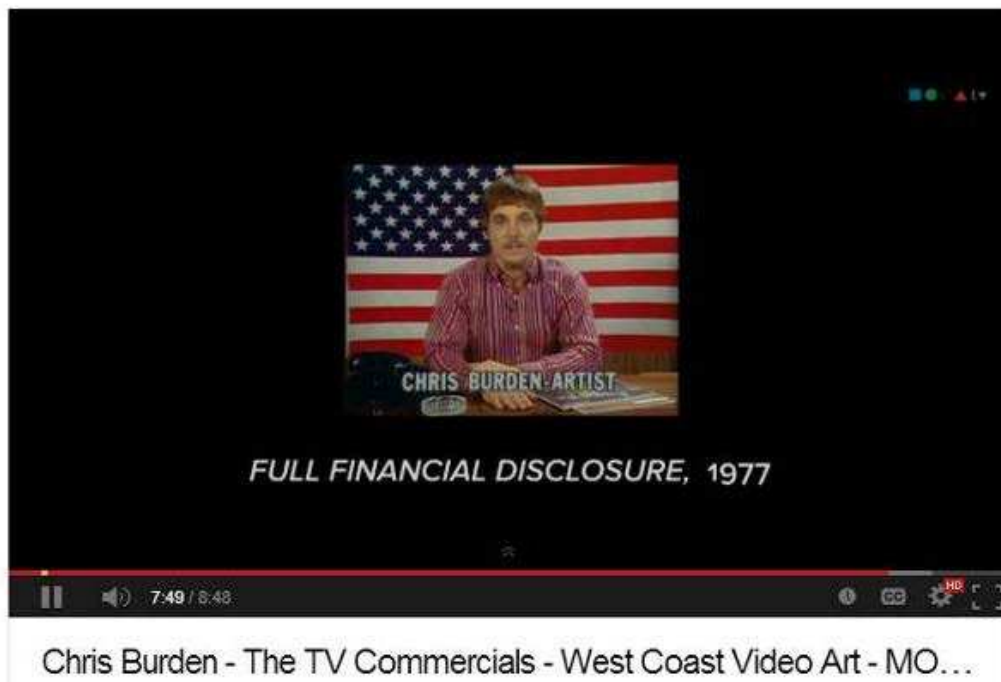 CHRIS BURDEN-ARTIST
FULL FINANCIAL DISCLOSURE, 1977
7:49 / 8:48
CC
HD
Chris Burden - The TV Commercials - West Coast Video Art - MO…